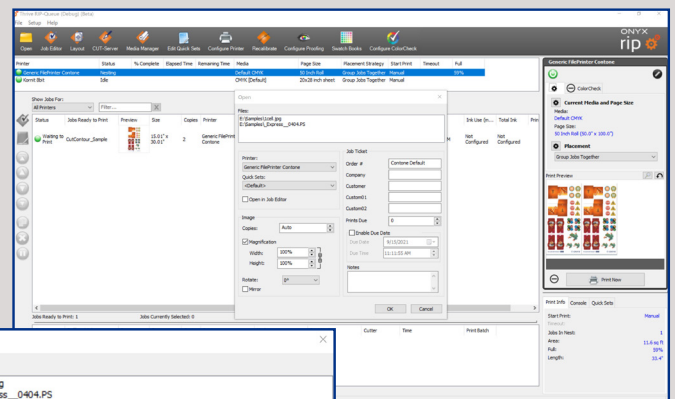 Thrive RIP-Queue (Debug) (Beta)
File Setup Help
Open Job Editor Layout CUT-Server Media Manager Edit Quick Sets Configure Printer Recalibrate Configure Proofing Swatch Books Configure ColorCheck
ONYX
rip
Printer Status % Complete Elapsed Time Remaining Time Media Page Size Placement Strategy Start Print Timeout Full
Generic FilePrinter Contone Nesting Default CMYK 50 Inch Roll Group Jobs Together Manual 59%
Kornit 8bit Idle CMYK [Default] 20x28 inch sheet Group Jobs Together Manual
Generic FilePrinter Contone
ColorCheck
Current Media and Page Size
Media:
Default CMYK
Page Size:
50 Inch Roll (50.0" x 100.0")
Placement
Group Jobs Together
Print Preview
Print Now
Print Info Console Quick Sets
Start Print: Manual
Timeout:
Jobs In Nest: 1
Area: 11.6 sq ft
Full: 59%
Length: 33.4"
Show Jobs For:
All Printers Filter...
Status Jobs Ready to Print Preview Size Copies Printer Ink Use (in... Total Ink Prin
Waiting to Print CutContour_Sample 15.01" x 30.01" 2 Generic FilePrint Contone M Not Configured Not Configured
Open
Files:
E:\Samples\1cell.jpg
E:\Samples\_Express__0404.PS
Printer:
Generic FilePrinter Contone
Quick Sets:
<Default>
Open in Job Editor
Image
Copies: Auto
Magnification
Width: 100%
Height: 100%
Rotate: 0°
Mirror
Job Ticket
Order # Contone Default
Company
Customer
Custom01
Custom02
Prints Due 0
Enable Due Date
Due Date 9/15/2021
Due Time 11:11:55 AM
Notes
OK Cancel
Jobs Ready to Print: 1 Jobs Currently Selected: 0
Cutter Time Print Batch
g
ss__0404.PS